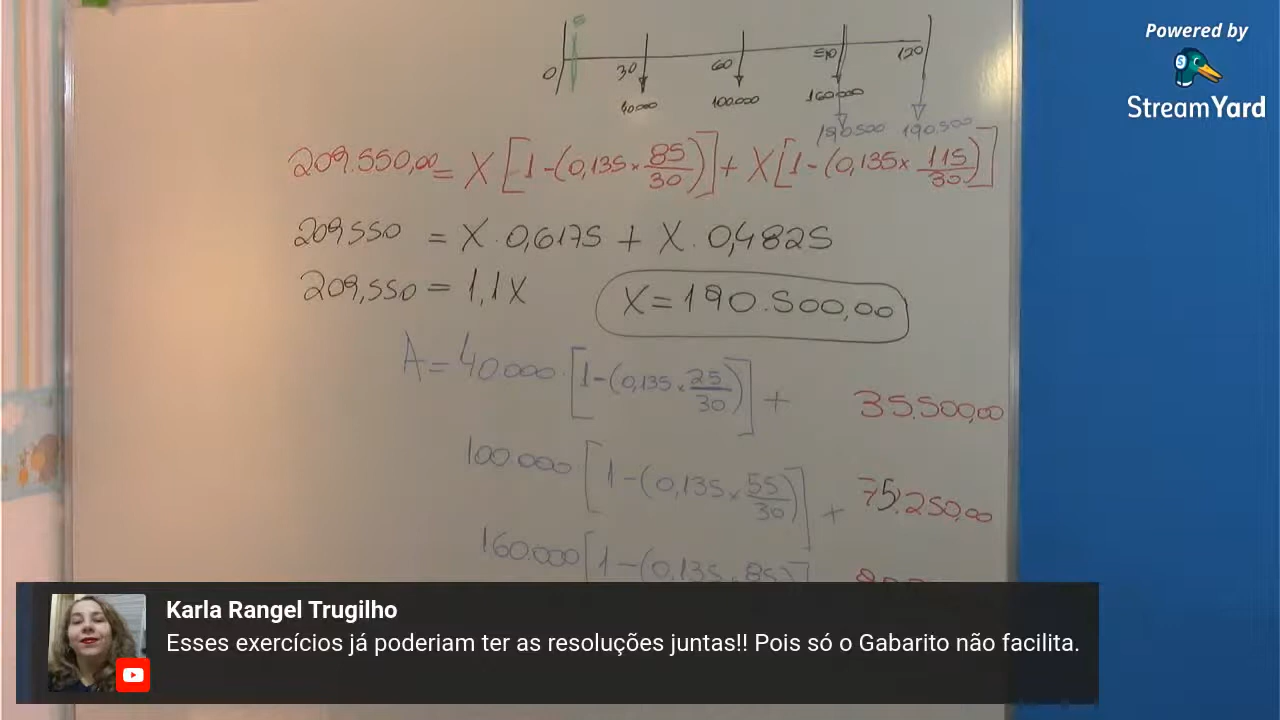 Powered by
StreamYard
5
0 30 60 90 120
40.000 100.000 160.000
190.500 190.500
209.550,00 = X [1-(0,135 × 85/30)] + X [1-(0,135 × 115/30)]
209.550 = X . 0,6175 + X . 0,4825
209,550 = 1,1X X = 190.500,00
A = 40.000 . [1-(0,135 × 25/30)] + 35.500,00
100.000 [1-(0,135 × 55/30)] + 75.250,00
160.000 [1-(0,135 × 85)]
Karla Rangel Trugilho
Esses exercícios já poderiam ter as resoluções juntas!! Pois só o Gabarito não facilita.